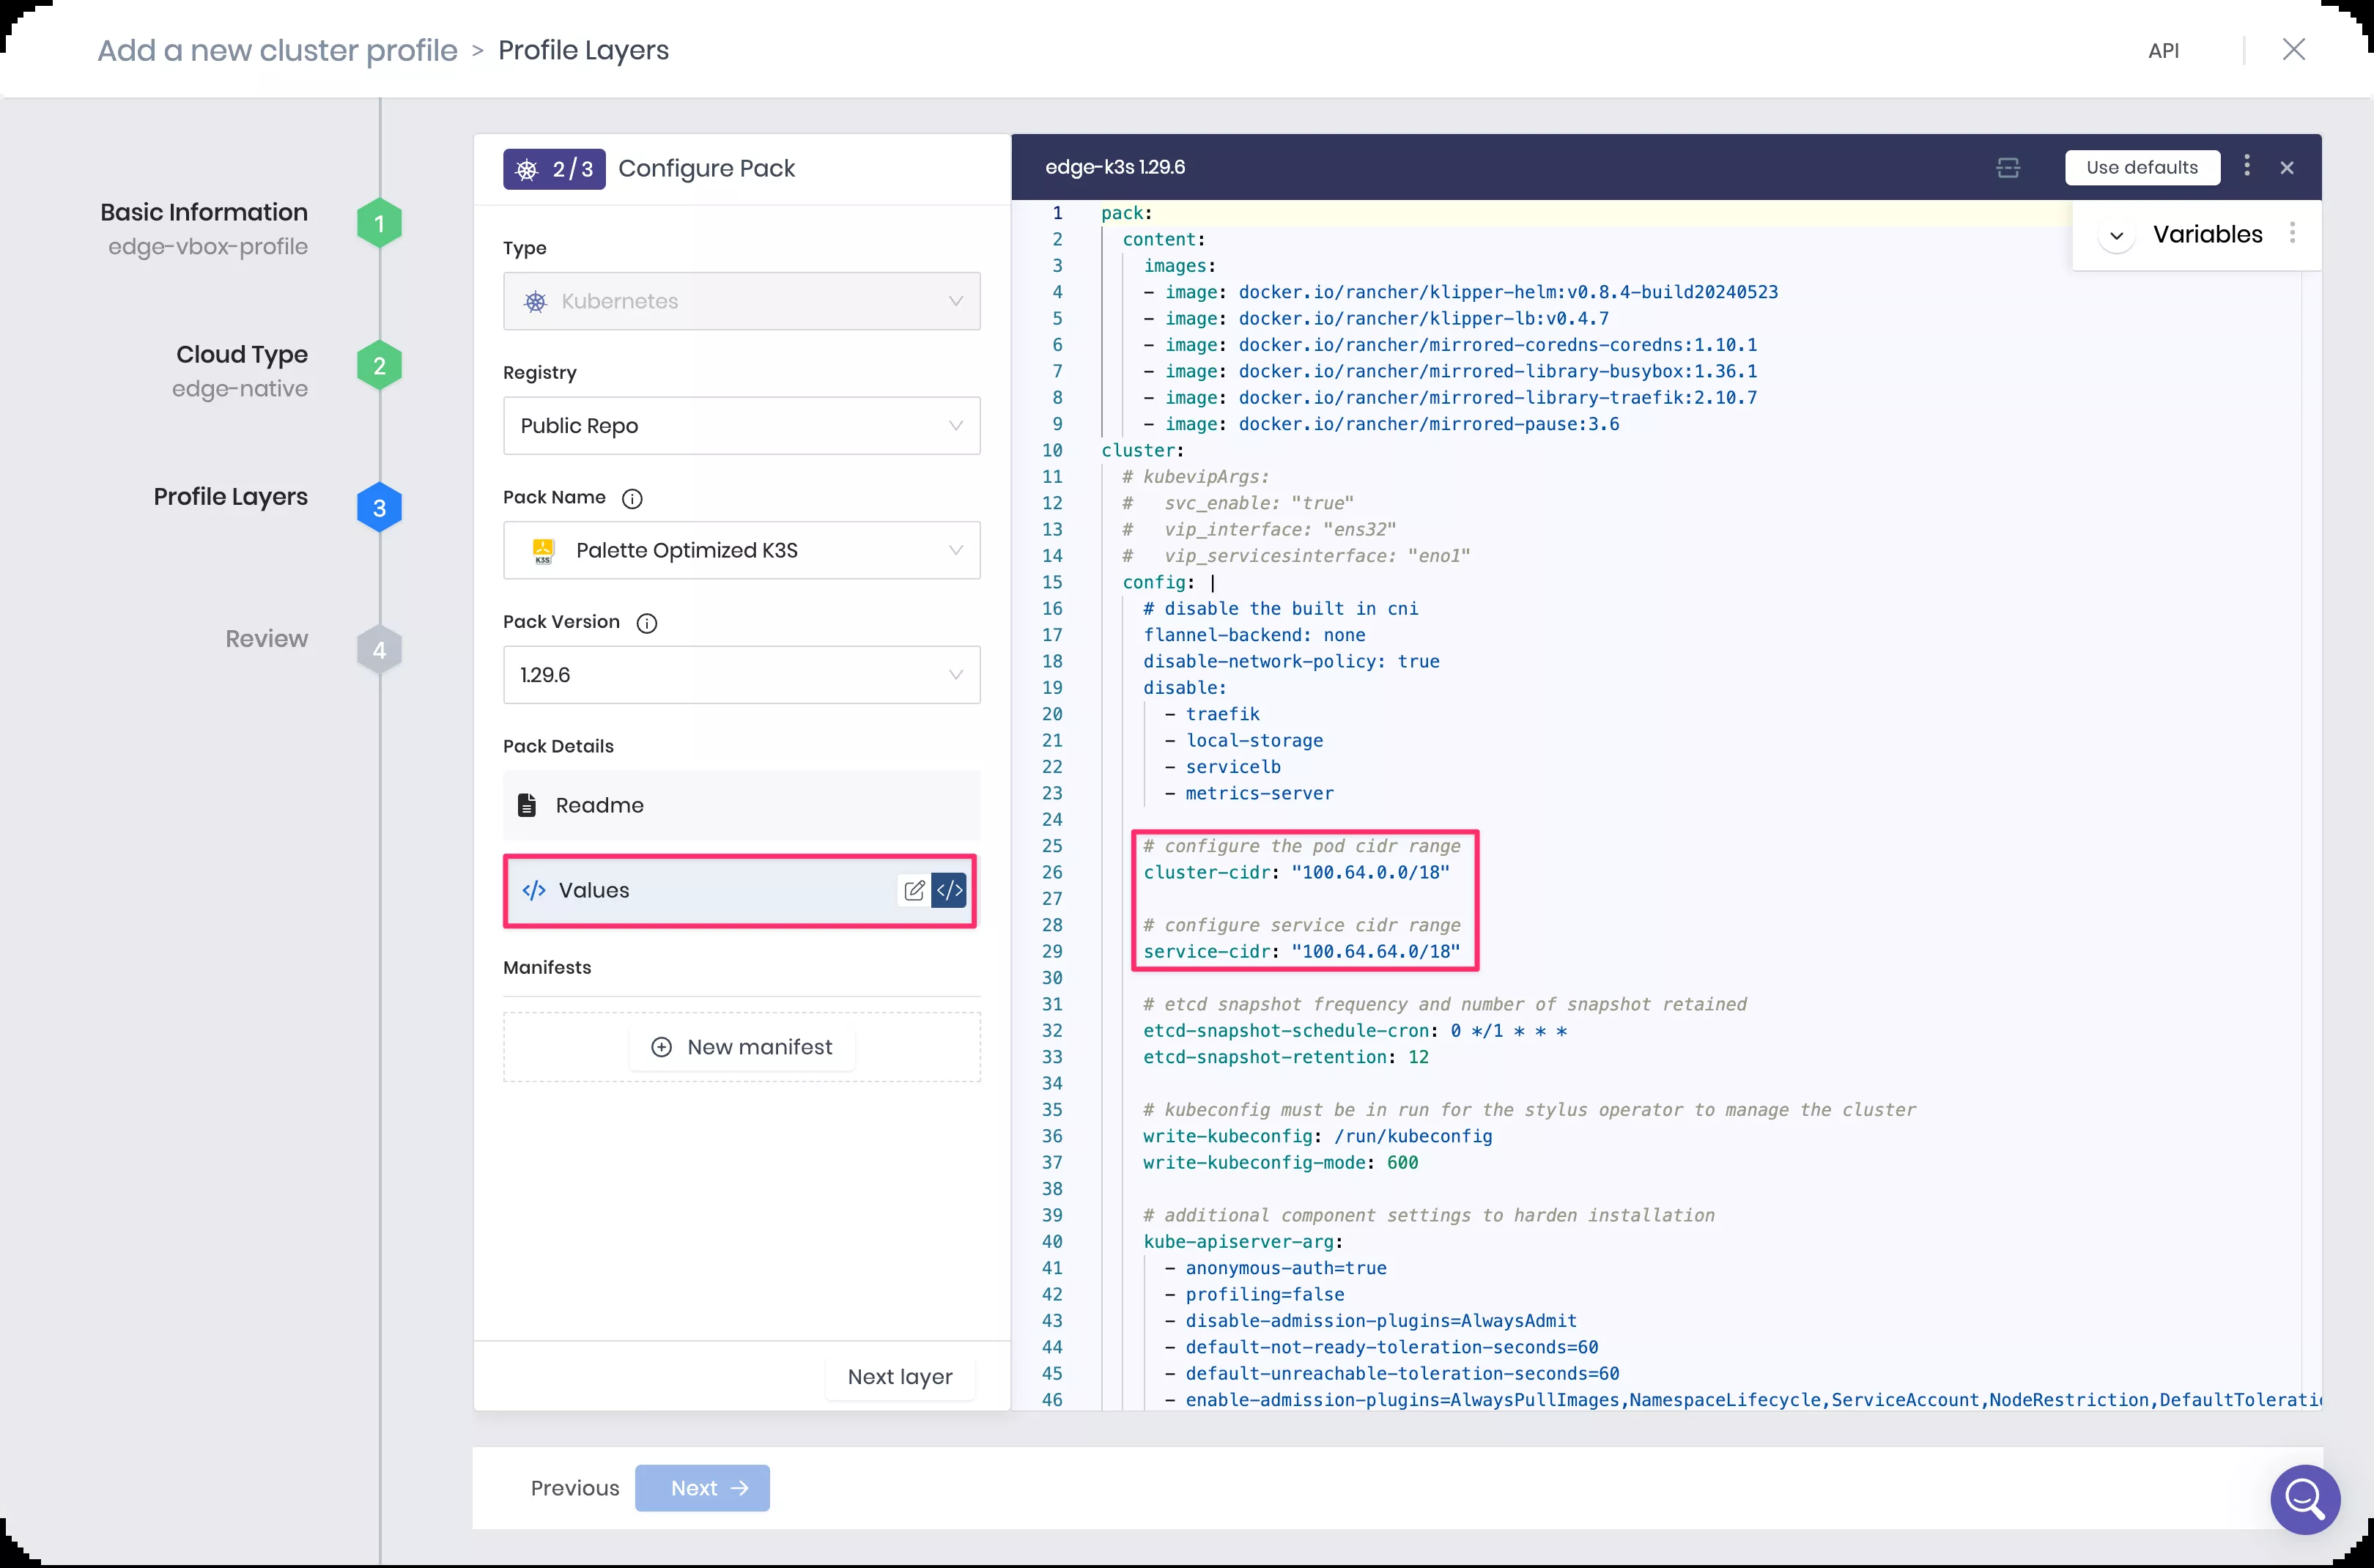 Add a new cluster profile > Profile Layers
API
Basic Information
edge-vbox-profile
1
Cloud Type
edge-native
2
Profile Layers
3
Review
4
2/3 Configure Pack
Type
Kubernetes
Registry
Public Repo
Pack Name
K3S Palette Optimized K3S
Pack Version
1.29.6
Pack Details
Readme
</> Values </>
Manifests
New manifest
Next layer
edge-k3s 1.29.6
Use defaults
Variables
1 pack:
2 content:
3 images:
4 - image: docker.io/rancher/klipper-helm:v0.8.4-build20240523
5 - image: docker.io/rancher/klipper-lb:v0.4.7
6 - image: docker.io/rancher/mirrored-coredns-coredns:1.10.1
7 - image: docker.io/rancher/mirrored-library-busybox:1.36.1
8 - image: docker.io/rancher/mirrored-library-traefik:2.10.7
9 - image: docker.io/rancher/mirrored-pause:3.6
10 cluster:
11 # kubevipArgs:
12 #   svc_enable: "true"
13 #   vip_interface: "ens32"
14 #   vip_servicesinterface: "eno1"
15 config: |
16 # disable the built in cni
17 flannel-backend: none
18 disable-network-policy: true
19 disable:
20 - traefik
21 - local-storage
22 - servicelb
23 - metrics-server
24
25 # configure the pod cidr range
26 cluster-cidr: "100.64.0.0/18"
27
28 # configure service cidr range
29 service-cidr: "100.64.64.0/18"
30
31 # etcd snapshot frequency and number of snapshot retained
32 etcd-snapshot-schedule-cron: 0 */1 * * *
33 etcd-snapshot-retention: 12
34
35 # kubeconfig must be in run for the stylus operator to manage the cluster
36 write-kubeconfig: /run/kubeconfig
37 write-kubeconfig-mode: 600
38
39 # additional component settings to harden installation
40 kube-apiserver-arg:
41 - anonymous-auth=true
42 - profiling=false
43 - disable-admission-plugins=AlwaysAdmit
44 - default-not-ready-toleration-seconds=60
45 - default-unreachable-toleration-seconds=60
46 - enable-admission-plugins=AlwaysPullImages,NamespaceLifecycle,ServiceAccount,NodeRestriction,DefaultTolerati
Previous
Next →